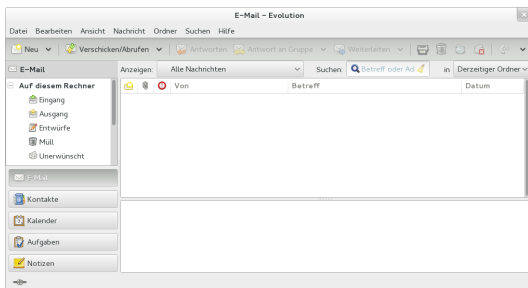 E-Mail – Evolution
Datei Bearbeiten Ansicht Nachricht Ordner Suchen Hilfe
Neu Verschicken/Abrufen Antworten Antwort an Gruppe Weiterleiten
E-Mail Anzeigen: Alle Nachrichten Suchen: Betreff oder Ad in Derzeitiger Ordner
Auf diesem Rechner Von Betreff Datum
Eingang
Ausgang
Entwürfe
Müll
Unerwünscht
E-Mail
Kontakte
Kalender
Aufgaben
Notizen